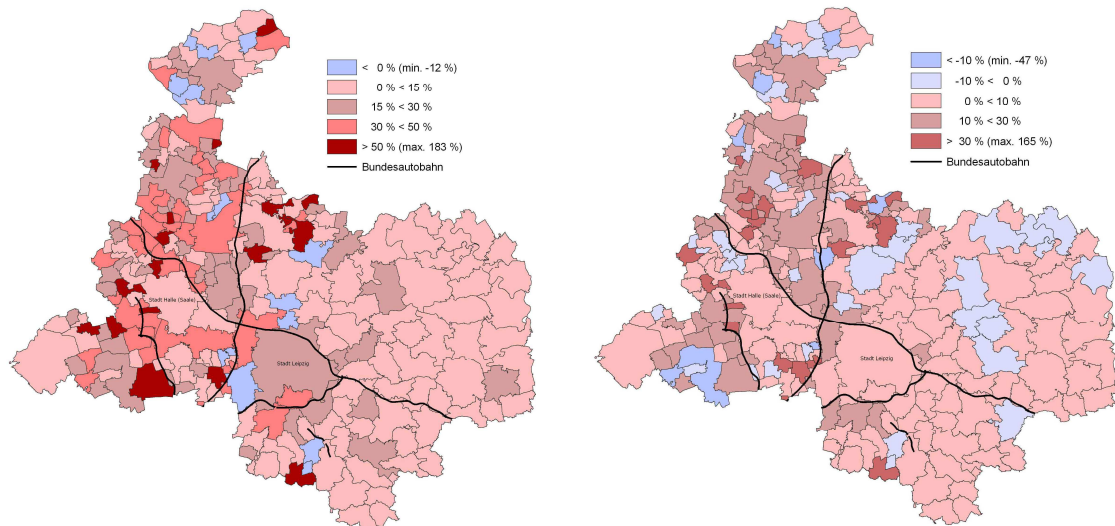 < 0 % (min. -12 %)
0 % < 15 %
15 % < 30 %
30 % < 50 %
> 50 % (max. 183 %)
Bundesautobahn
Stadt Halle (Saale)
Stadt Leipzig
< -10 % (min. -47 %)
-10 % < 0 %
0 % < 10 %
10 % < 30 %
> 30 % (max. 165 %)
Bundesautobahn
Stadt Halle (Saale)
Stadt Leipzig